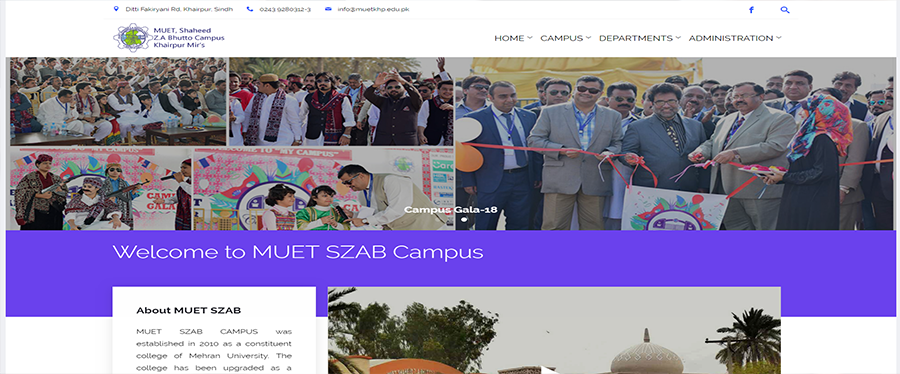 Ditti Fakiryani Rd, Khairpur, Sindh
0243 9280312-3
info@muetkhp.edu.pk
MUET, Shaheed
Z.A Bhutto Campus
Khairpur Mir's
HOME
CAMPUS
DEPARTMENTS
ADMINISTRATION
Campus Gala-18
Welcome to MUET SZAB Campus
About MUET SZAB
MUET SZAB CAMPUS was
established in 2010 as a constituent
college of Mehran University. The
college has been upgraded as a